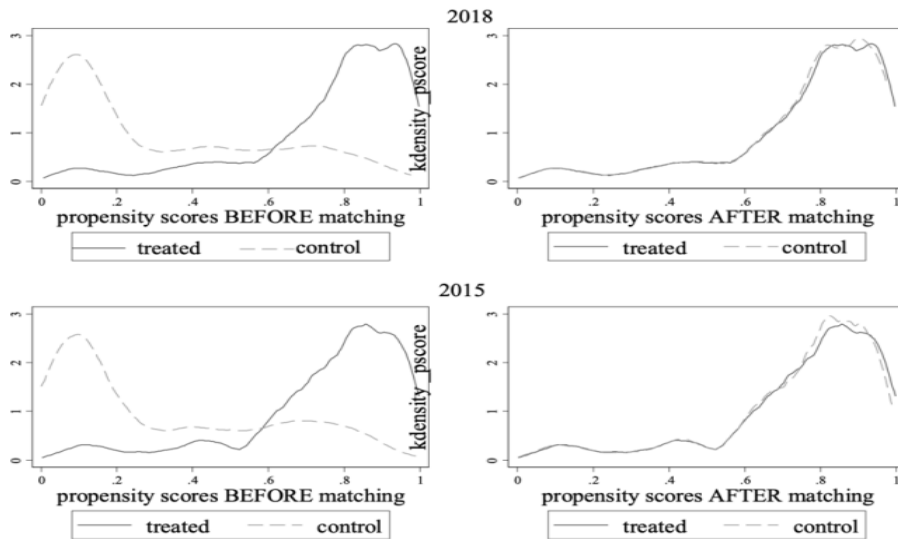 2018
3
2
1
0
kdensity_pscore
3
2
1
0
0 .2 .4 .6 .8 1
0 .2 .4 .6 .8 1
propensity scores BEFORE matching
propensity scores AFTER matching
treated control
treated control
2015
3
2
1
0
kdensity_pscore
3
2
1
0
0 .2 .4 .6 .8 1
0 .2 .4 .6 .8 1
propensity scores BEFORE matching
propensity scores AFTER matching
treated control
treated control